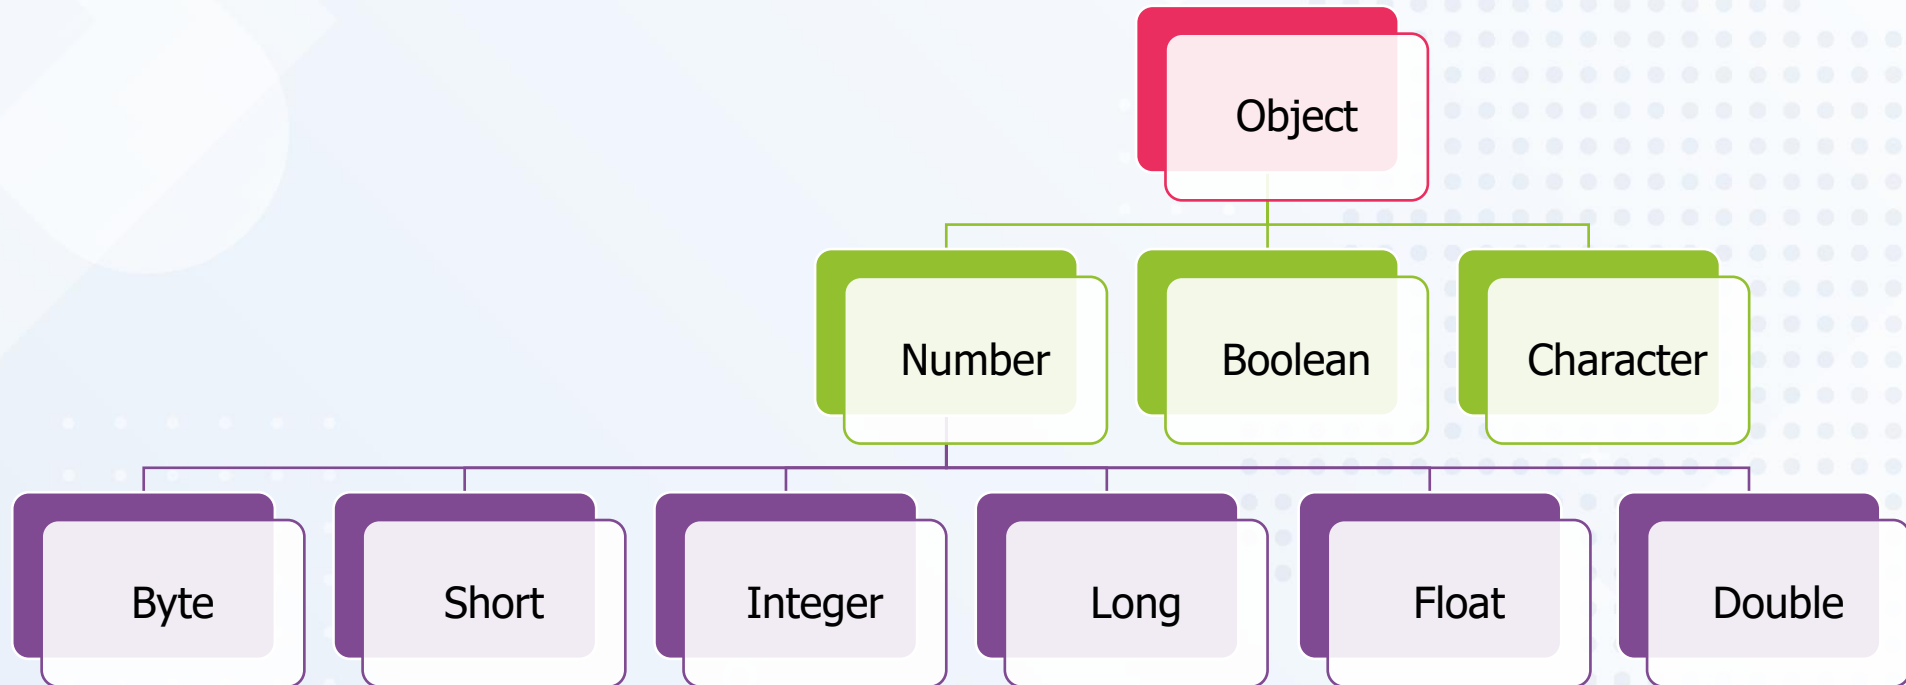 Object
Number
Boolean
Character
Byte
Short
Integer
Long
Float
Double